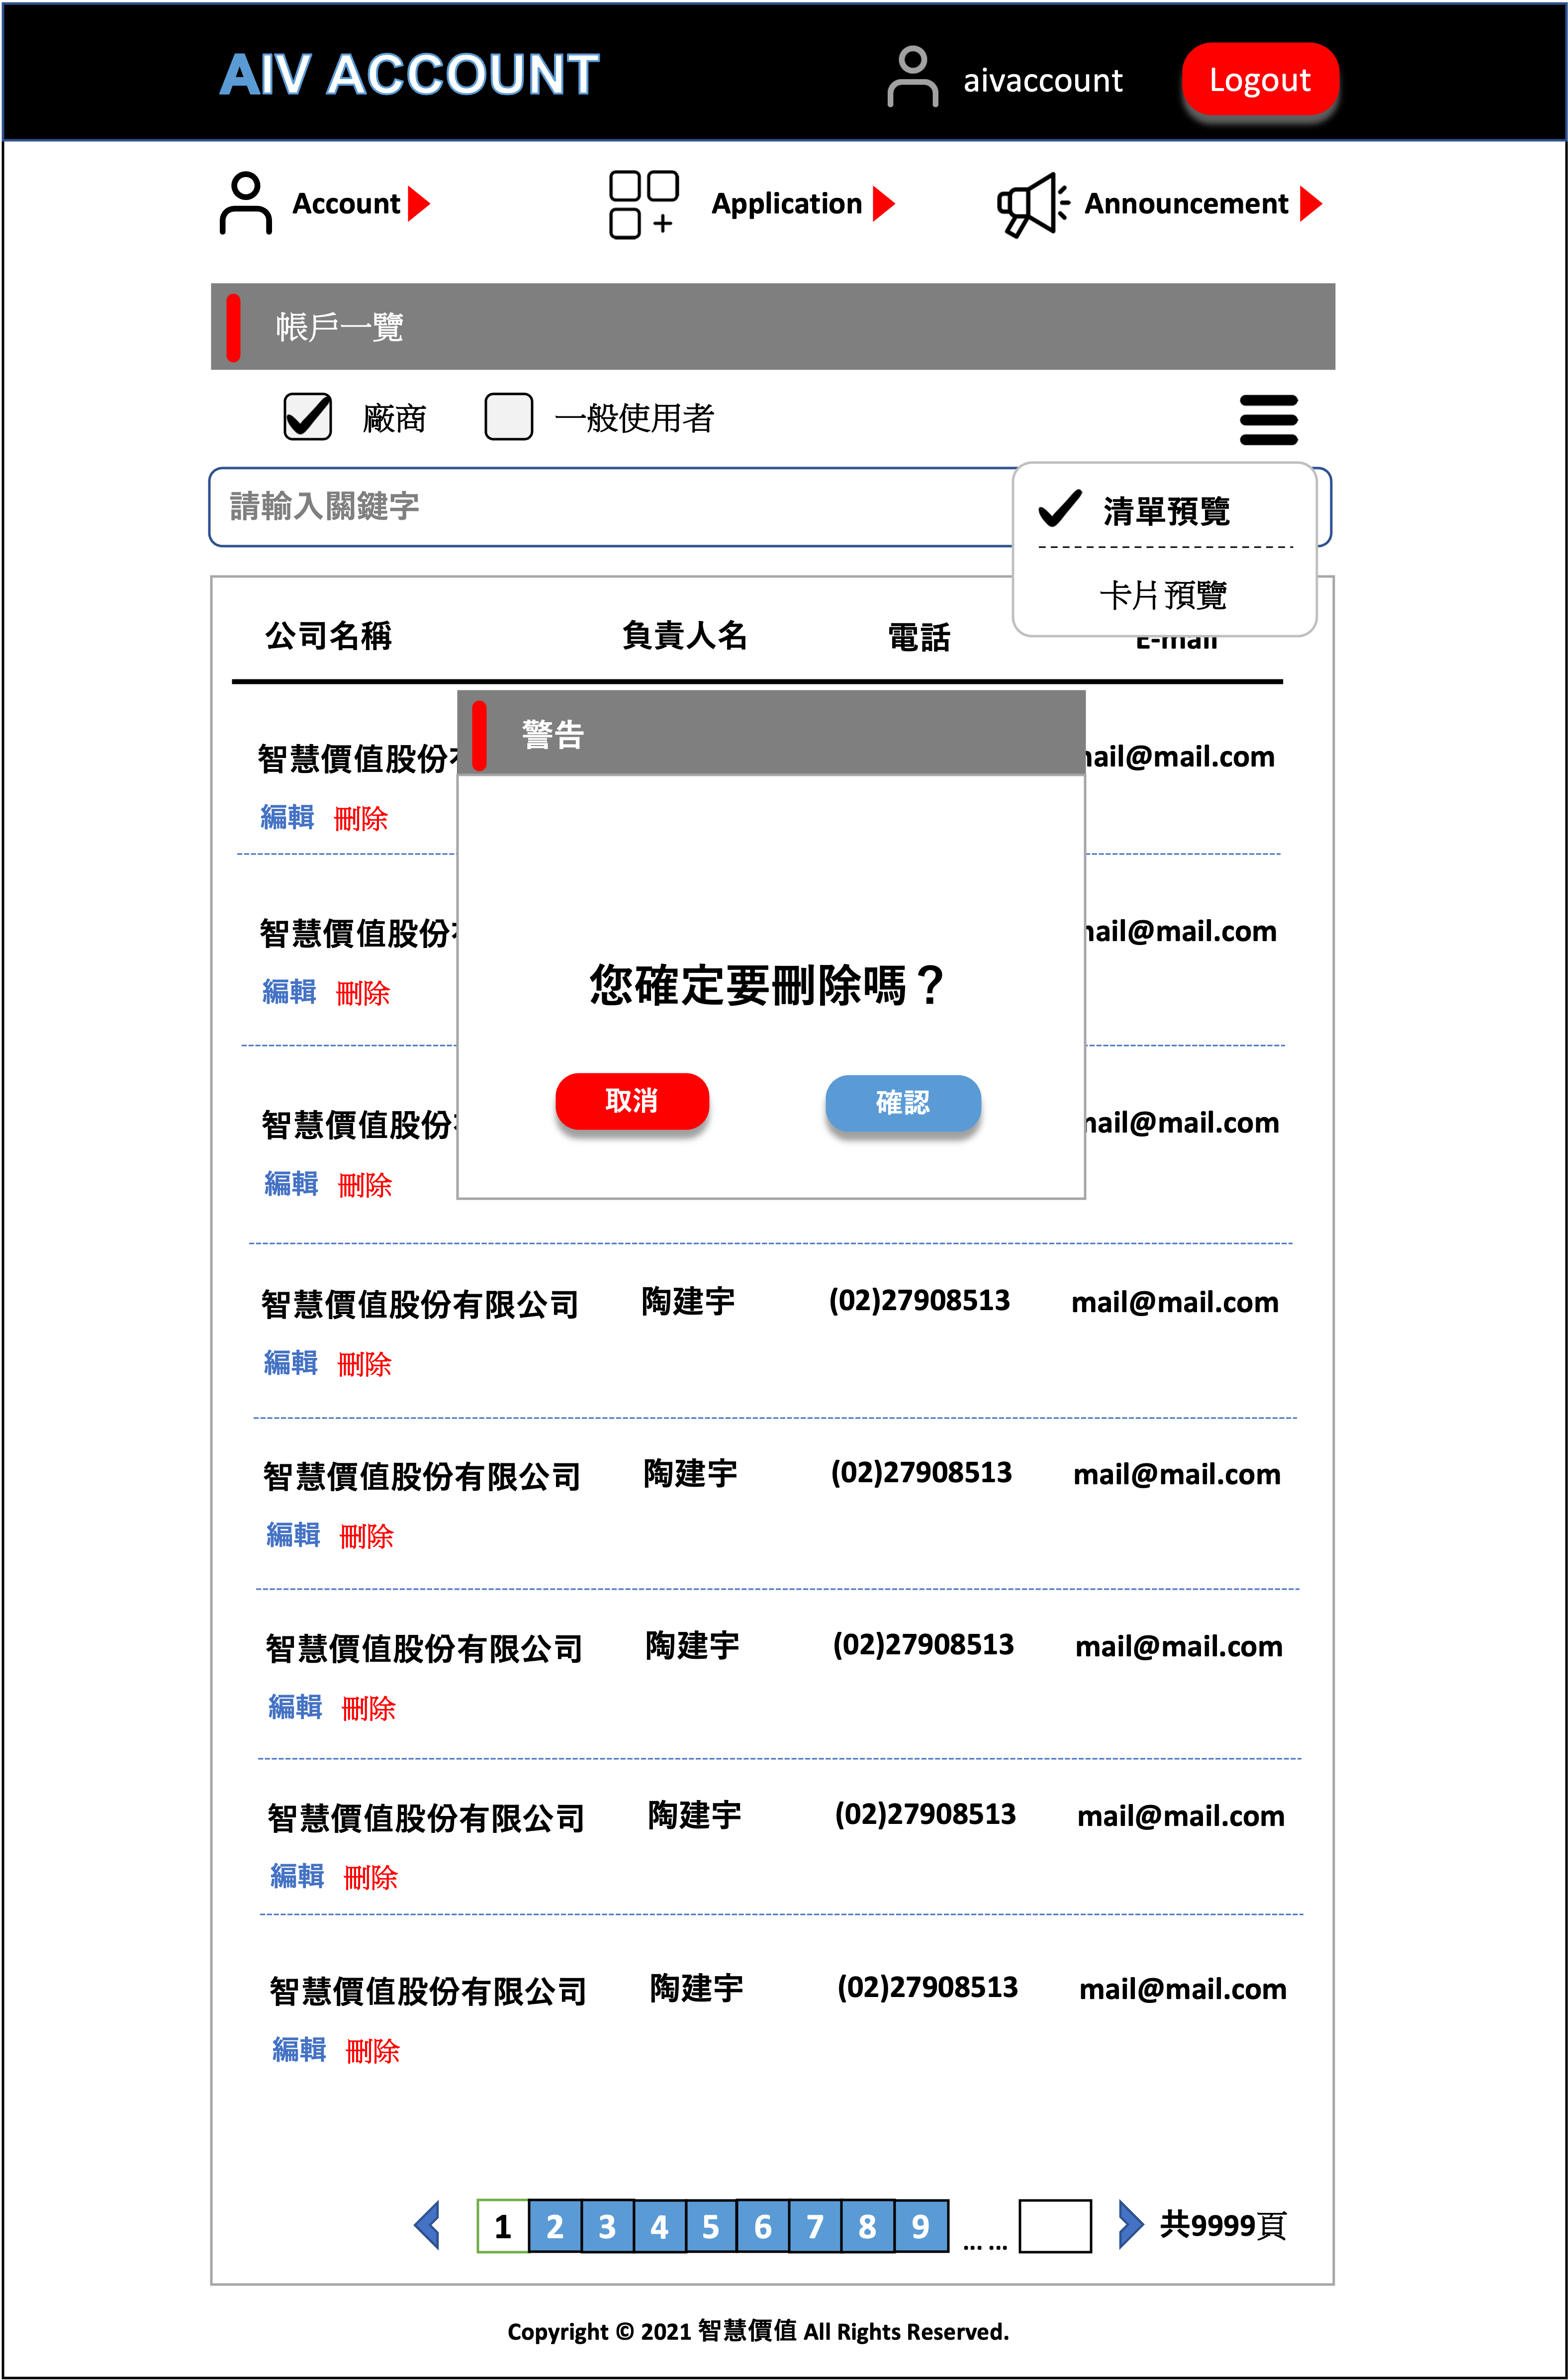 AIV ACCOUNT
aivaccount
Logout
Account
Application
Announcement
帳戶一覽
廠商
一般使用者
請輸入關鍵字
清單預覽
卡片預覽
公司名稱 負責人名 電話 E-mail
警告
智慧價值股份 mail@mail.com
編輯 刪除
智慧價值股份 mail@mail.com
編輯 刪除
您確定要刪除嗎？
取消 確認
智慧價值股份 mail@mail.com
編輯 刪除
智慧價值股份有限公司 陶建宇 (02)27908513 mail@mail.com
編輯 刪除
智慧價值股份有限公司 陶建宇 (02)27908513 mail@mail.com
編輯 刪除
智慧價值股份有限公司 陶建宇 (02)27908513 mail@mail.com
編輯 刪除
智慧價值股份有限公司 陶建宇 (02)27908513 mail@mail.com
編輯 刪除
智慧價值股份有限公司 陶建宇 (02)27908513 mail@mail.com
編輯 刪除
1 2 3 4 5 6 7 8 9 ... ... 共9999頁
Copyright © 2021 智慧價值 All Rights Reserved.